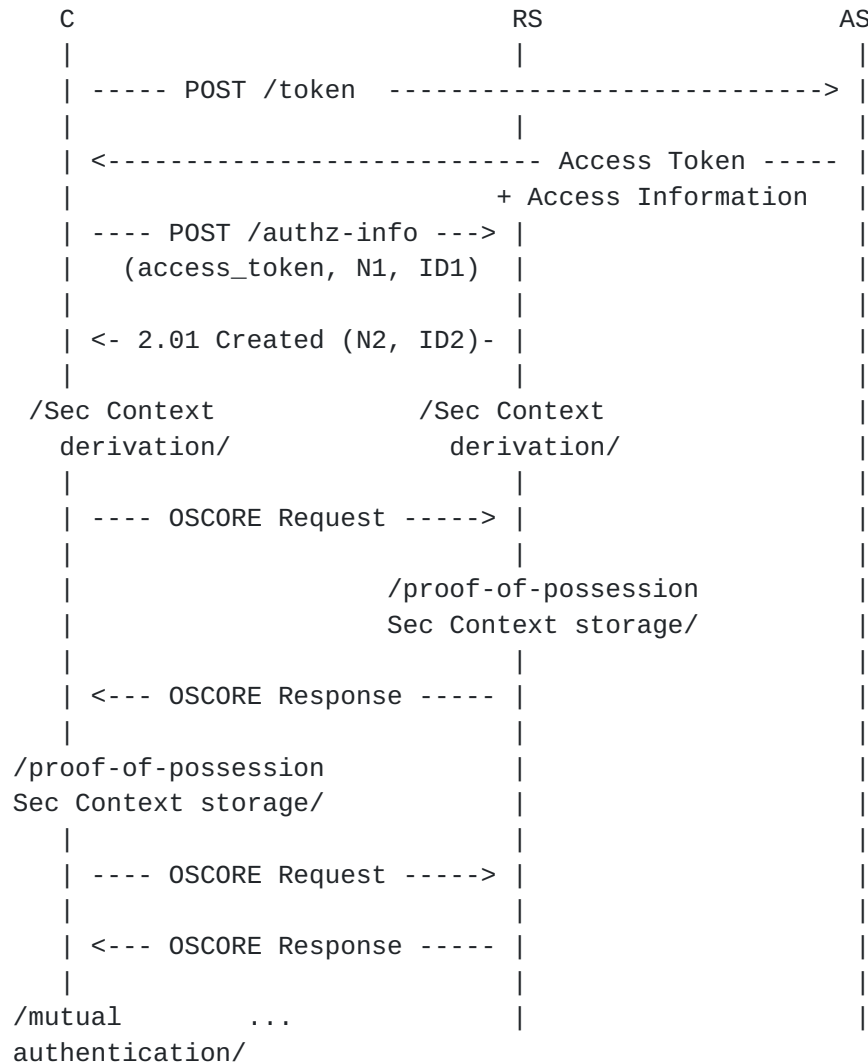 C RS AS
----- POST /token ---------------------------->
<---------------------------- Access Token -----
+ Access Information
---- POST /authz-info --->
(access_token, N1, ID1)
<- 2.01 Created (N2, ID2)-
/Sec Context /Sec Context
derivation/ derivation/
---- OSCORE Request ----->
/proof-of-possession
Sec Context storage/
<--- OSCORE Response -----
/proof-of-possession
Sec Context storage/
---- OSCORE Request ----->
<--- OSCORE Response -----
/mutual ...
authentication/